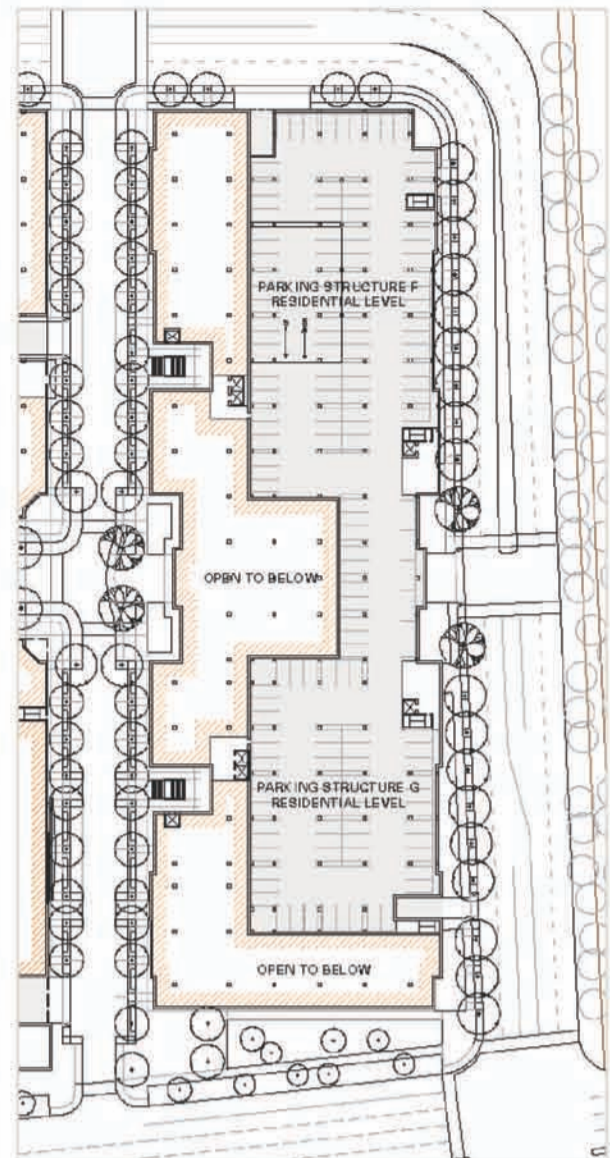 PARKING STRUCTURE F
RESIDENTIAL LEVEL
OPEN TO BELOW
PARKING STRUCTURE G
RESIDENTIAL LEVEL
OPEN TO BELOW